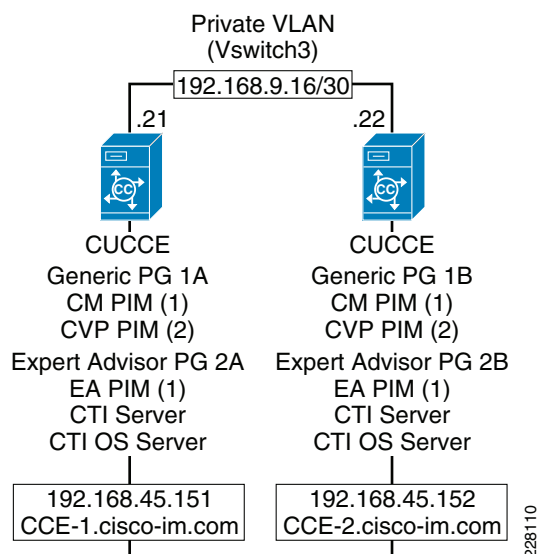 Private VLAN
(Vswitch3)
192.168.9.16/30
.21 .22
CC CC
CUCCE CUCCE
Generic PG 1A Generic PG 1B
CM PIM (1) CM PIM (1)
CVP PIM (2) CVP PIM (2)
Expert Advisor PG 2A Expert Advisor PG 2B
EA PIM (1) EA PIM (1)
CTI Server CTI Server
CTI OS Server CTI OS Server
192.168.45.151 192.168.45.152
CCE-1.cisco-im.com CCE-2.cisco-im.com
228110